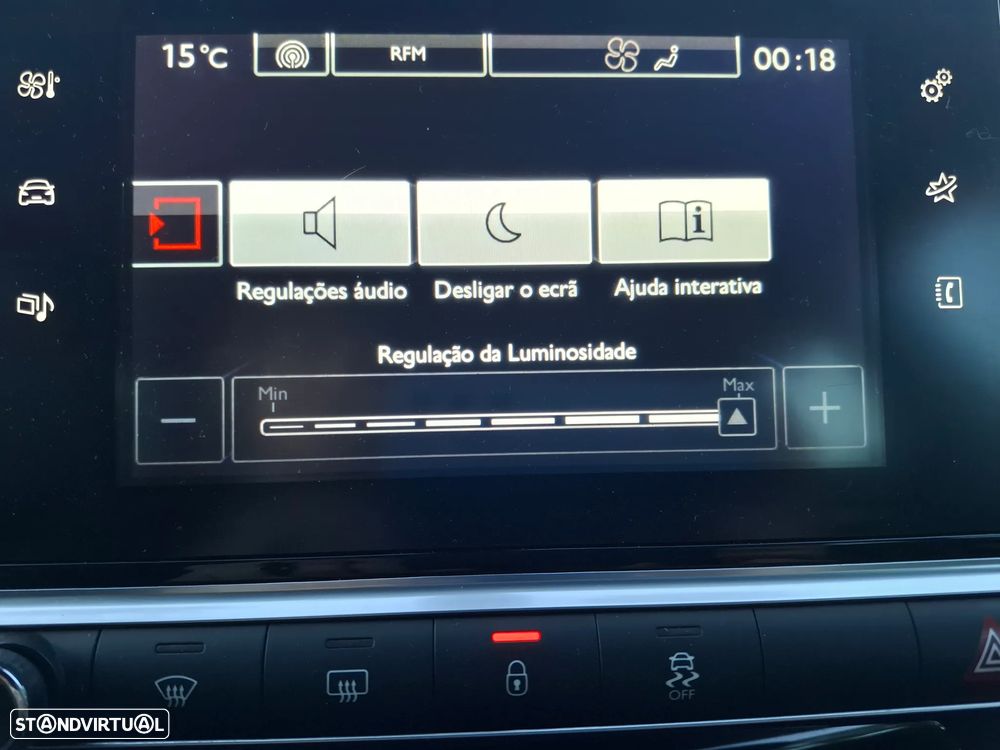 15°C
RFM
00:18
Regulações áudio
Desligar o ecrã
Ajuda interativa
Regulação da Luminosidade
Min
Max
OFF
STANDVIRTUAL